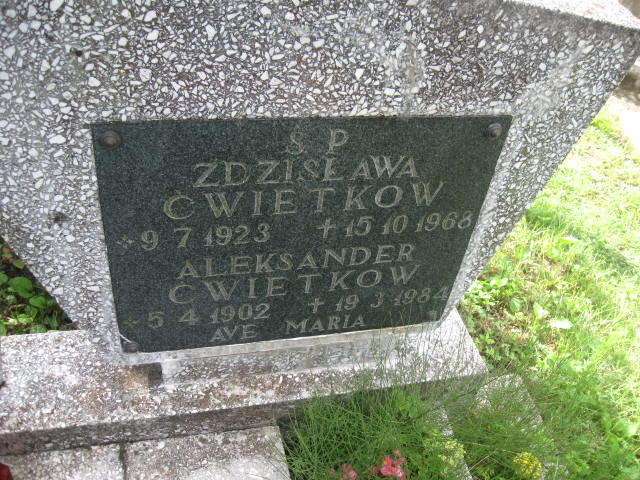 Ś P
ZDZISŁAWA
CWIETKOW
* 9 7 1923 + 15 10 1968
ALEKSANDER
CWIETKOW
* 5 4 1902 + 19 3 1984
AVE MARIA